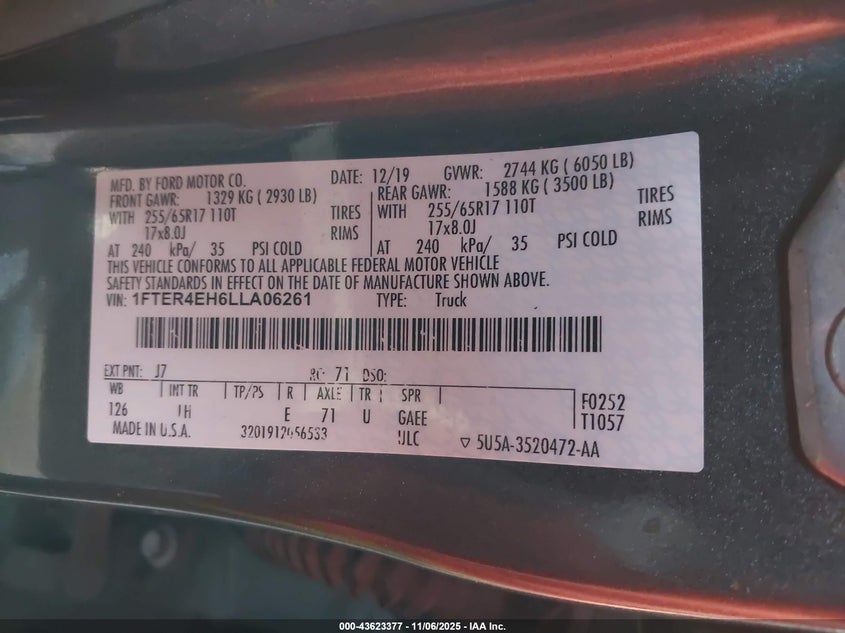 MFD. BY FORD MOTOR CO. DATE: 12/19 GVWR: 2744 KG ( 6050 LB)
FRONT GAWR: 1329 KG ( 2930 LB) REAR GAWR: 1588 KG ( 3500 LB)
WITH 255/65R17 110T TIRES WITH 255/65R17 110T TIRES
17x8.0J RIMS 17x8.0J RIMS
AT 240 kPa/ 35 PSI COLD AT 240 kPa/ 35 PSI COLD
THIS VEHICLE CONFORMS TO ALL APPLICABLE FEDERAL MOTOR VEHICLE
SAFETY STANDARDS IN EFFECT ON THE DATE OF MANUFACTURE SHOWN ABOVE.
VIN: 1FTER4EH6LLA06261 TYPE: Truck
EXT PNT: J7 RC: 71 DSO:
WB INT TR TP/PS R AXLE TR SPR
126 H E 71 U GAEE
F0252
T1057
MADE IN U.S.A. ULC ▽ 5U5A-3520472-AA
000-43623377 - 11/06/2025 - IAA Inc.